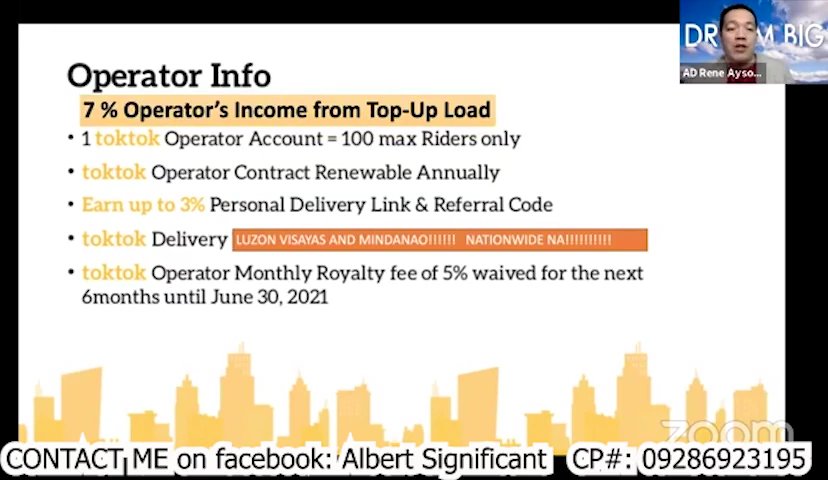 DREAM BIG
AD Rene Ayso...
Operator Info
7 % Operator's Income from Top-Up Load
• 1 toktok Operator Account = 100 max Riders only
• toktok Operator Contract Renewable Annually
• Earn up to 3% Personal Delivery Link & Referral Code
• toktok Delivery LUZON VISAYAS AND MINDANAO!!!!!! NATIONWIDE NA!!!!!!!!!!
• toktok Operator Monthly Royalty fee of 5% waived for the next
6months until June 30, 2021
zoom
CONTACT ME on facebook: Albert Significant CP#: 09286923195